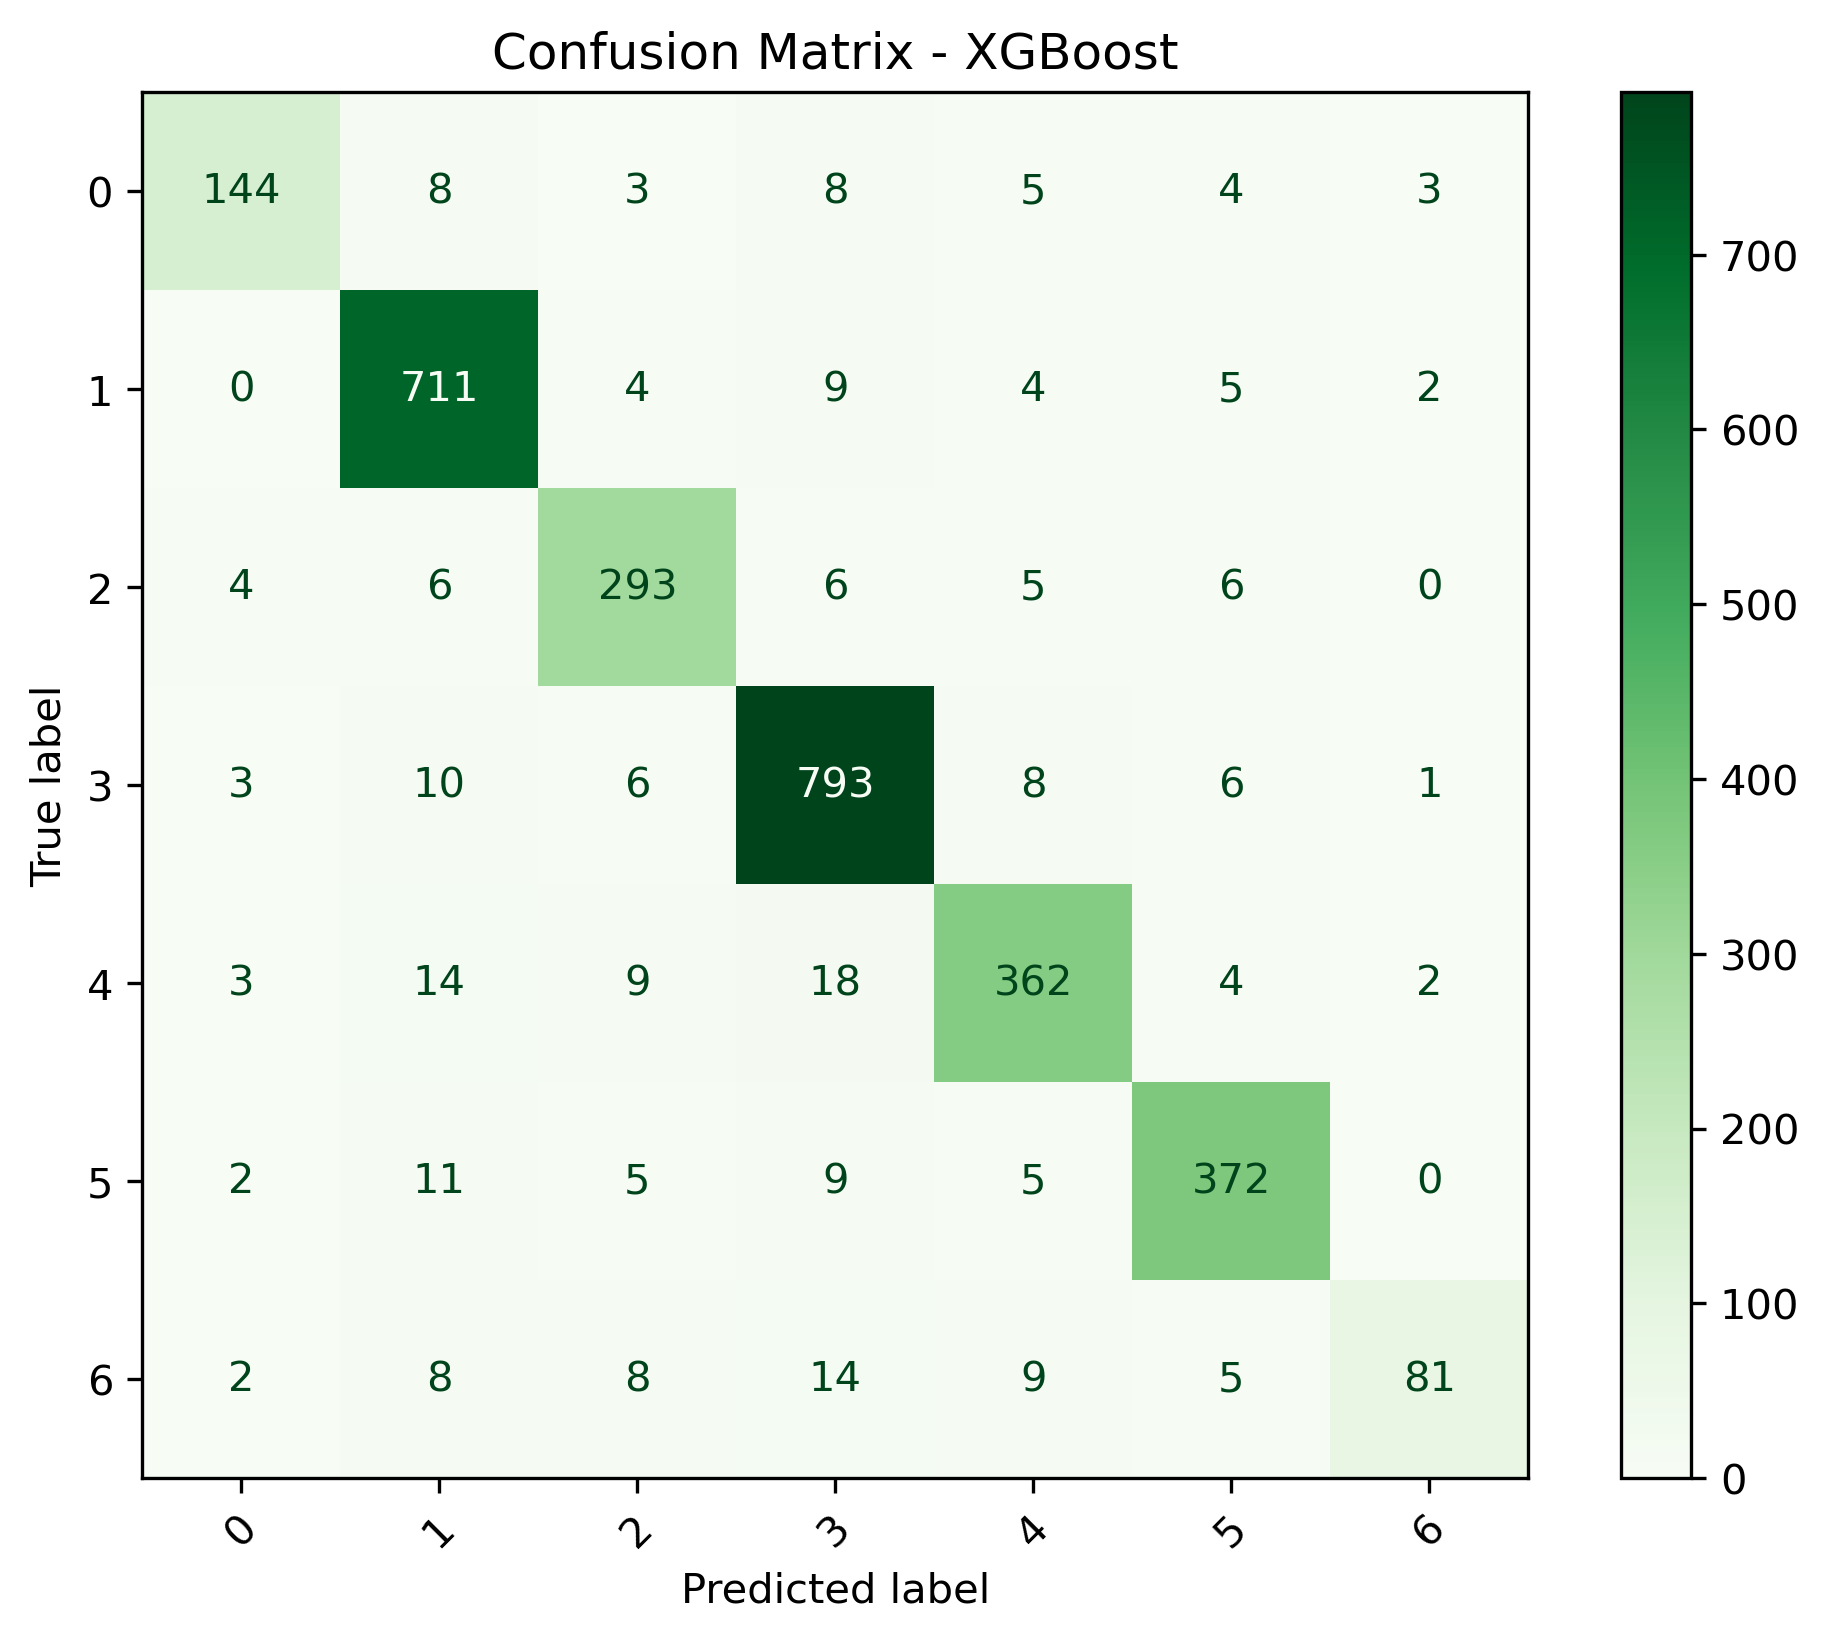 Confusion Matrix - XGBoost
0 144 8 3 8 5 4 3
1 0 711 4 9 4 5 2
2 4 6 293 6 5 6 0
3 3 10 6 793 8 6 1
4 3 14 9 18 362 4 2
5 2 11 5 9 5 372 0
6 2 8 8 14 9 5 81
0 1 2 3 4 5 6
Predicted label
True label
700
600
500
400
300
200
100
0